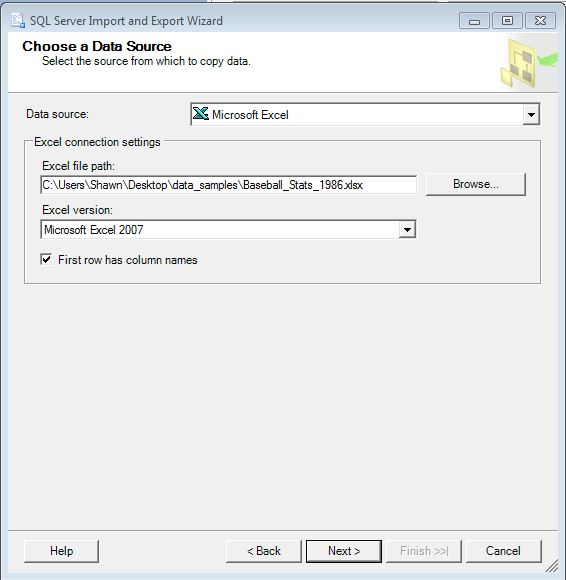 SQL Server Import and Export Wizard
Choose a Data Source
Select the source from which to copy data.
Data source:
Microsoft Excel
Excel connection settings
Excel file path:
C:\Users\Shawn\Desktop\data_samples\Baseball_Stats_1986.xlsx
Browse...
Excel version:
Microsoft Excel 2007
First row has column names
Help
< Back
Next >
Finish >>|
Cancel